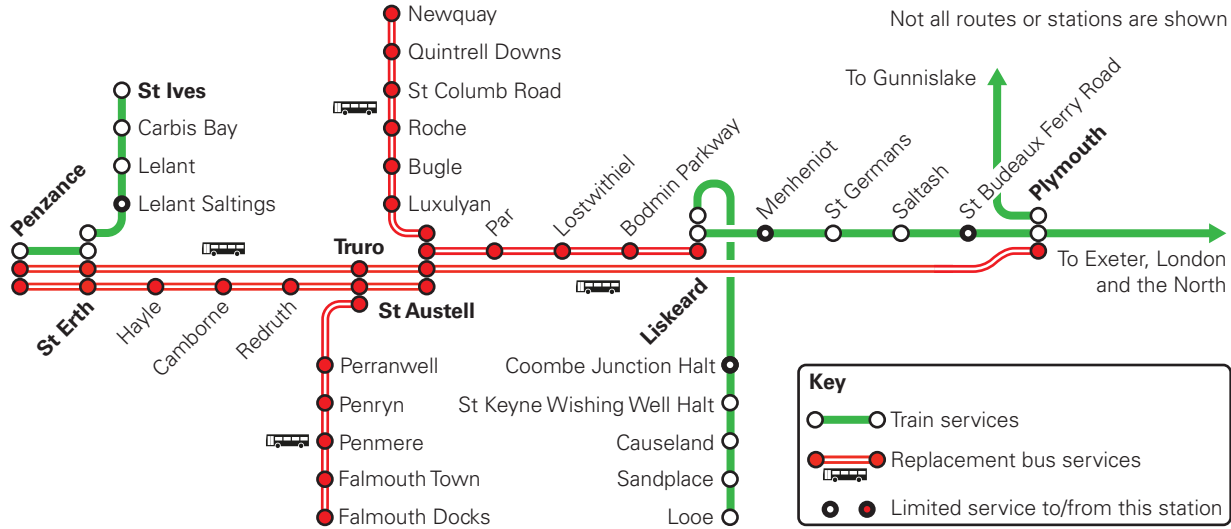 Newquay
Quintrell Downs
St Columb Road
Roche
Bugle
Luxulyan
Not all routes or stations are shown
To Gunnislake
St Ives
Carbis Bay
Lelant
Lelant Saltings
Penzance
St Erth
Hayle
Camborne
Redruth
Truro
St Austell
Par
Lostwithiel
Bodmin Parkway
Liskeard
Menheniot
St Germans
Saltash
St Budeaux Ferry Road
Plymouth
To Exeter, London
and the North
Perranwell
Penryn
Penmere
Falmouth Town
Falmouth Docks
Coombe Junction Halt
St Keyne Wishing Well Halt
Causeland
Sandplace
Looe
Key
Train services
Replacement bus services
Limited service to/from this station